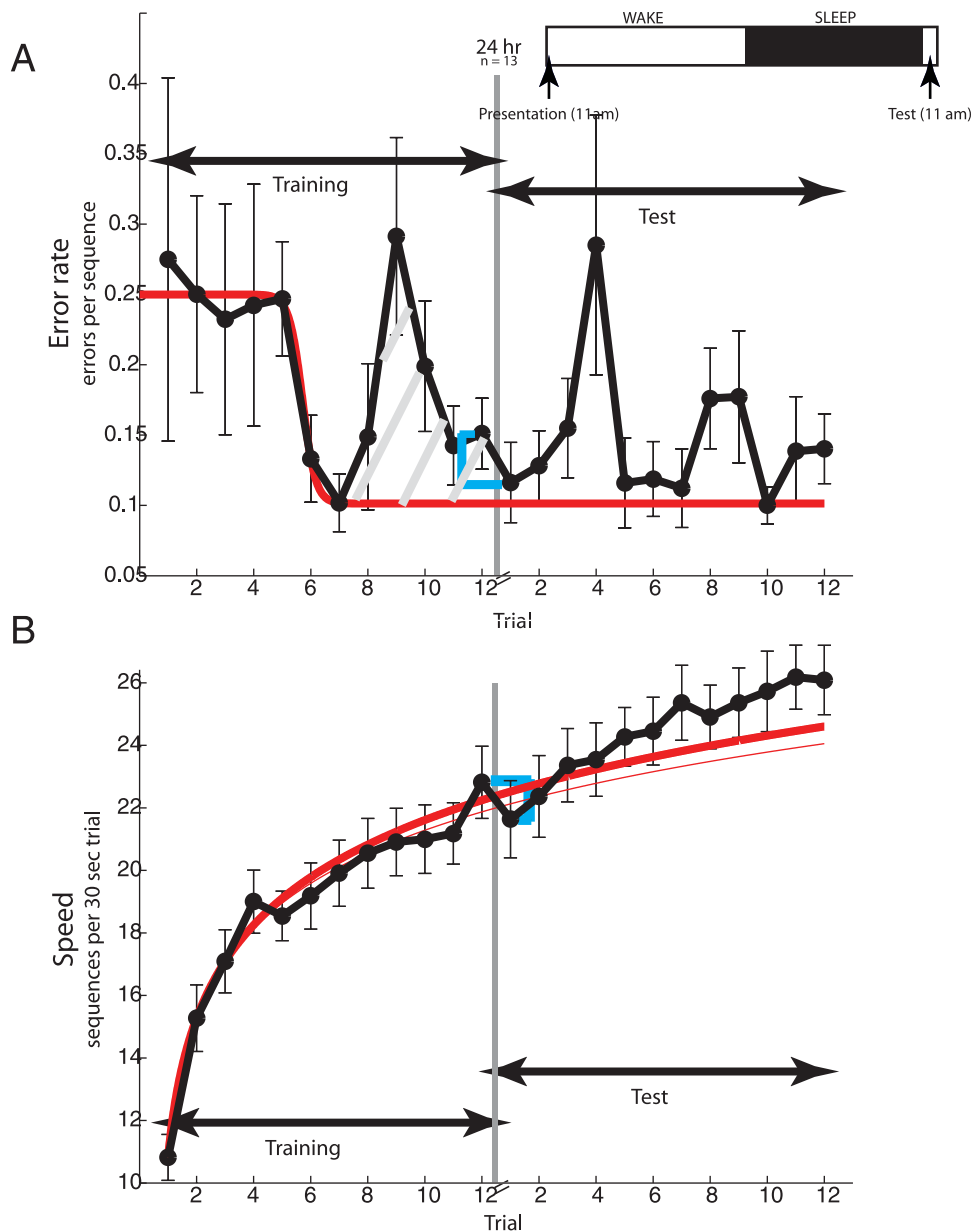 A
24 hr
n = 13
WAKE SLEEP
Presentation (11am)
Test (11 am)
Training
Test
Error rate
errors per sequence
0.4
0.35
0.3
0.25
0.2
0.15
0.1
0.05
2 4 6 8 10 12 2 4 6 8 10 12
Trial
B
Speed
sequences per 30 sec trial
26
24
22
20
18
16
14
12
10
Test
Training
2 4 6 8 10 12 2 4 6 8 10 12
Trial